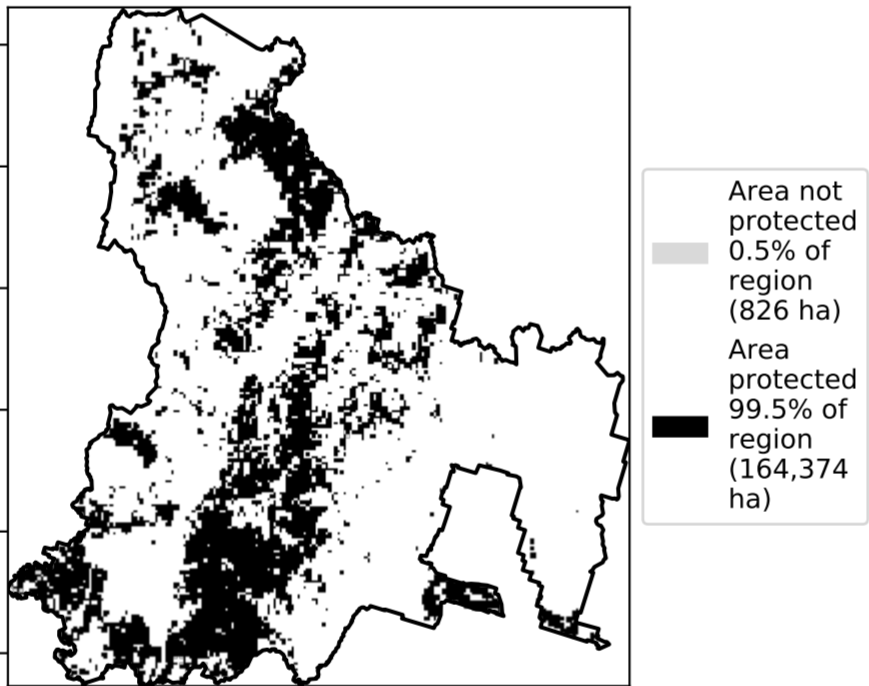 Area not
protected
0.5% of
region
(826 ha)
Area
protected
99.5% of
region
(164,374
ha)